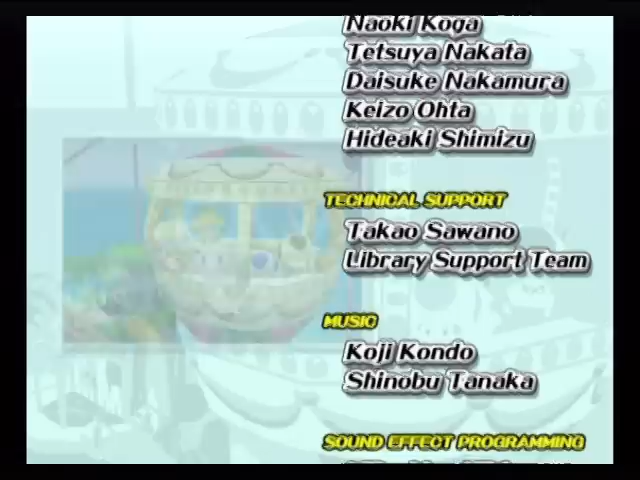 Naoki Koga
Tetsuya Nakata
Daisuke Nakamura
Keizo Ohta
Hideaki Shimizu
TECHNICAL SUPPORT
Takao Sawano
Library Support Team
MUSIC
Koji Kondo
Shinobu Tanaka
SOUND EFFECT PROGRAMMING